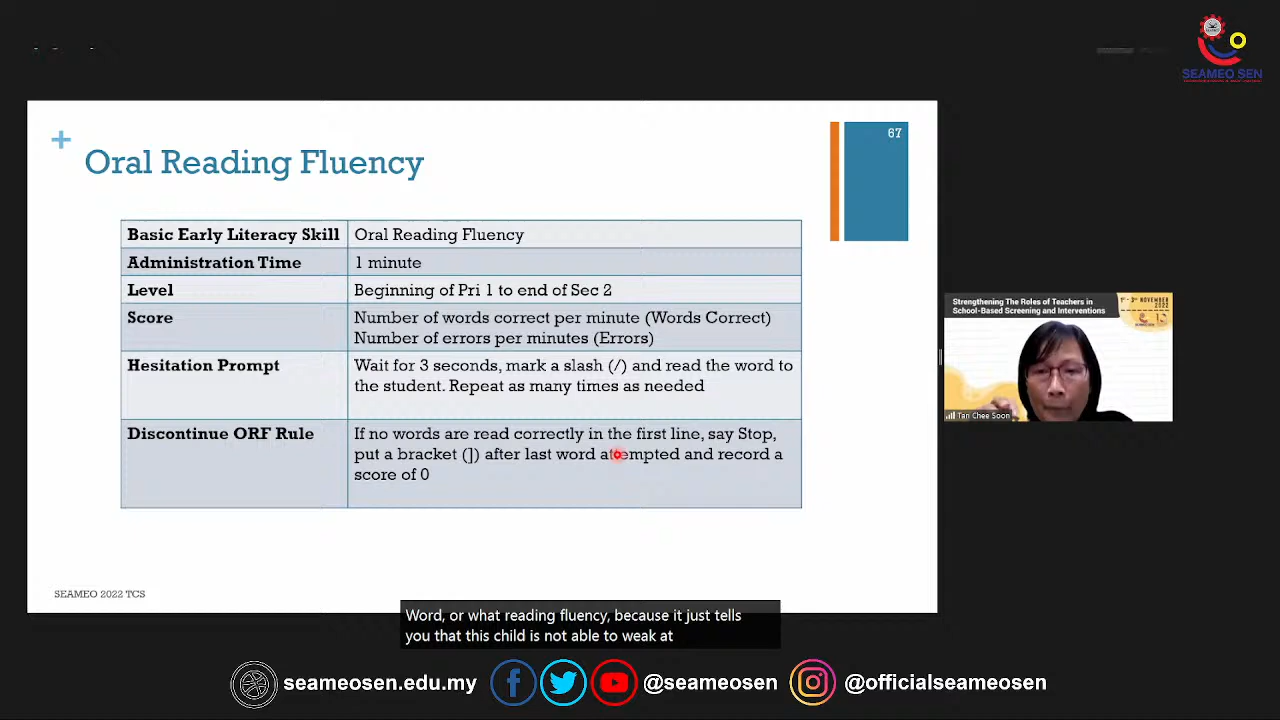 SEAMEO SEN
67
+
Oral Reading Fluency
Basic Early Literacy Skill Oral Reading Fluency
Administration Time 1 minute
Level Beginning of Pri 1 to end of Sec 2
Score Number of words correct per minute (Words Correct)
Number of errors per minutes (Errors)
Hesitation Prompt Wait for 3 seconds, mark a slash (/) and read the word to
the student. Repeat as many times as needed
Discontinue ORF Rule If no words are read correctly in the first line, say Stop,
put a bracket (]) after last word attempted and record a
score of 0
SEAMEO 2022 TCS
Strengthening The Roles of Teachers in
School-Based Screening and Interventions
1st - 3rd NOVEMBER
2022
Tan Chee Soon
Word, or what reading fluency, because it just tells
you that this child is not able to weak at
seameosen.edu.my @seameosen @officialseameosen